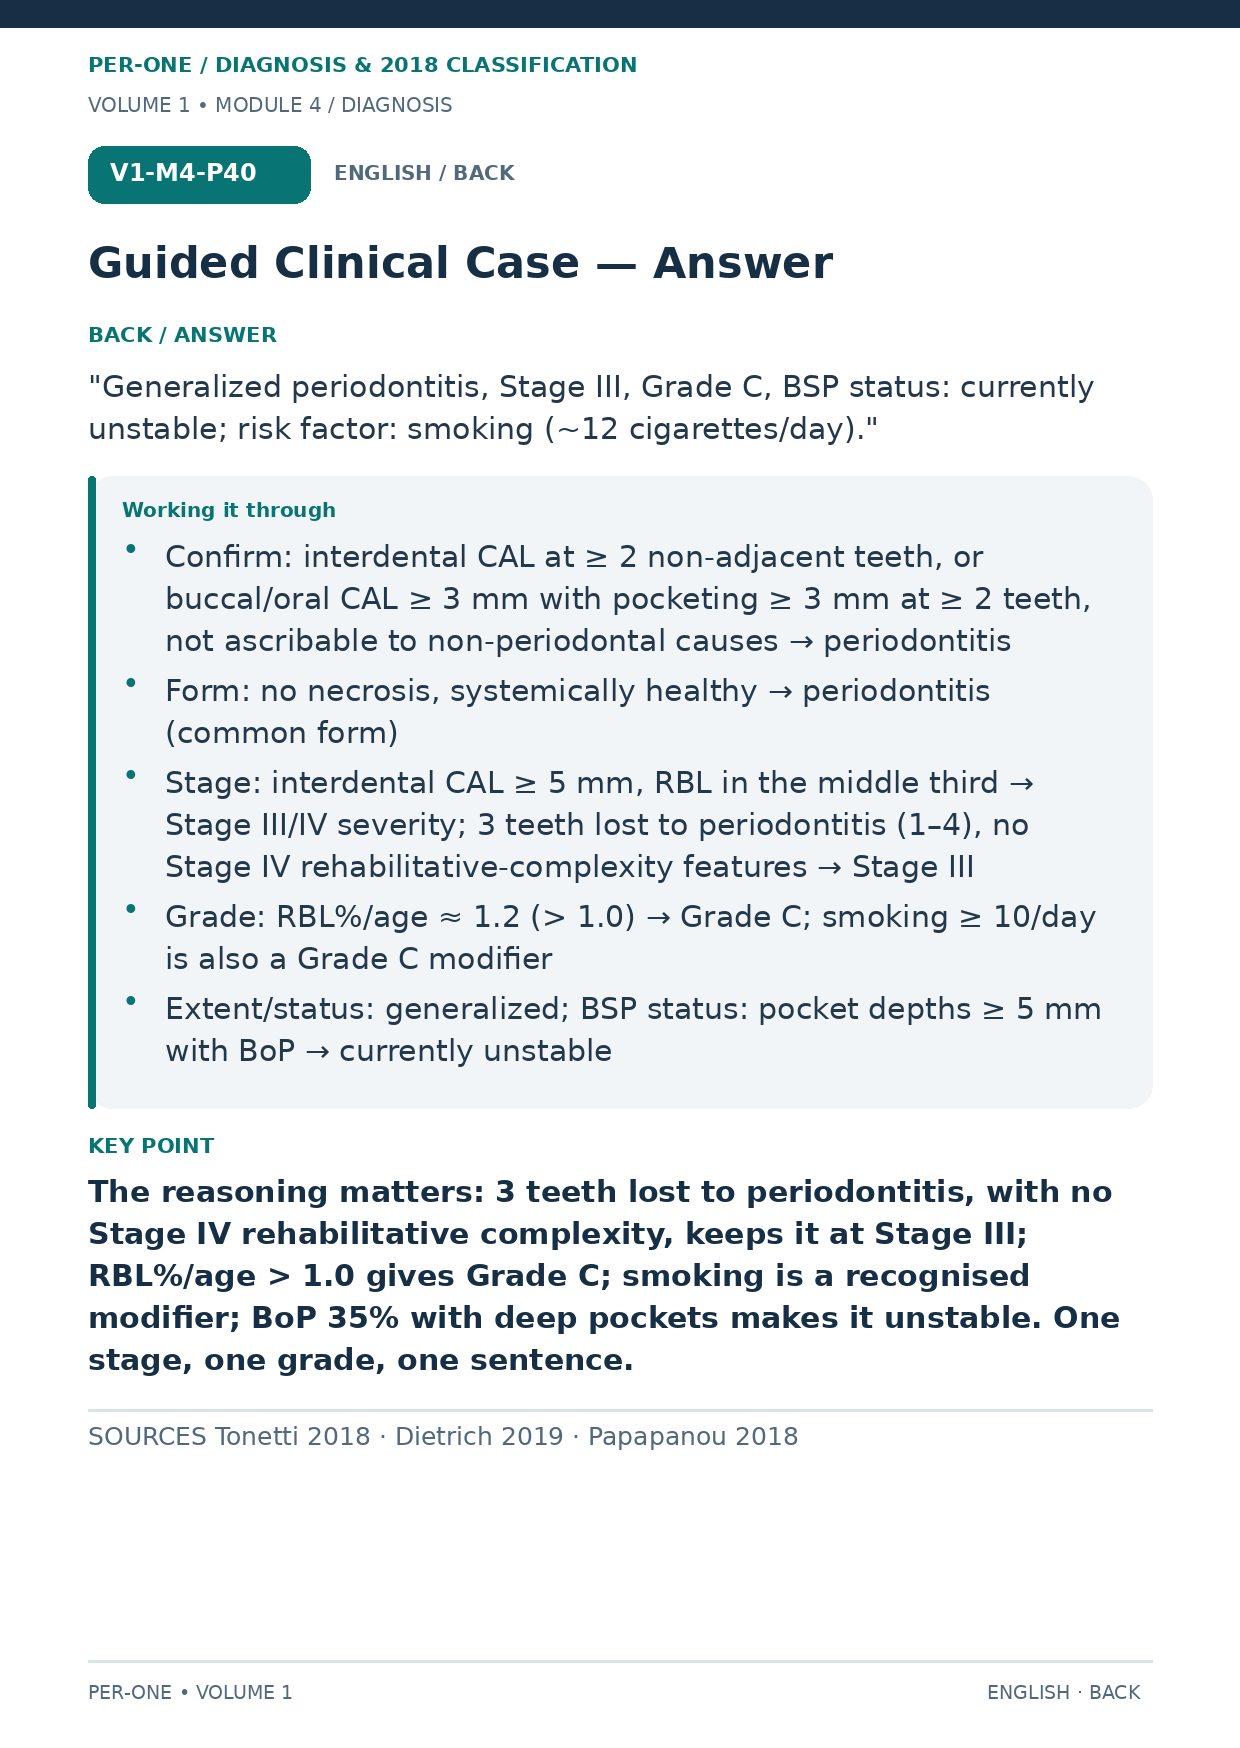 PER-ONE / DIAGNOSIS & 2018 CLASSIFICATION
VOLUME 1 • MODULE 4 / DIAGNOSIS
V1-M4-P40
ENGLISH / BACK
Guided Clinical Case — Answer
BACK / ANSWER
"Generalized periodontitis, Stage III, Grade C, BSP status: currently
unstable; risk factor: smoking (~12 cigarettes/day)."
Working it through
• Confirm: interdental CAL at ≥ 2 non-adjacent teeth, or
buccal/oral CAL ≥ 3 mm with pocketing ≥ 3 mm at ≥ 2 teeth,
not ascribable to non-periodontal causes → periodontitis
• Form: no necrosis, systemically healthy → periodontitis
(common form)
• Stage: interdental CAL ≥ 5 mm, RBL in the middle third →
Stage III/IV severity; 3 teeth lost to periodontitis (1–4), no
Stage IV rehabilitative-complexity features → Stage III
• Grade: RBL%/age ≈ 1.2 (> 1.0) → Grade C; smoking ≥ 10/day
is also a Grade C modifier
• Extent/status: generalized; BSP status: pocket depths ≥ 5 mm
with BoP → currently unstable
KEY POINT
The reasoning matters: 3 teeth lost to periodontitis, with no
Stage IV rehabilitative complexity, keeps it at Stage III;
RBL%/age > 1.0 gives Grade C; smoking is a recognised
modifier; BoP 35% with deep pockets makes it unstable. One
stage, one grade, one sentence.
SOURCES Tonetti 2018 · Dietrich 2019 · Papapanou 2018
PER-ONE • VOLUME 1
ENGLISH · BACK